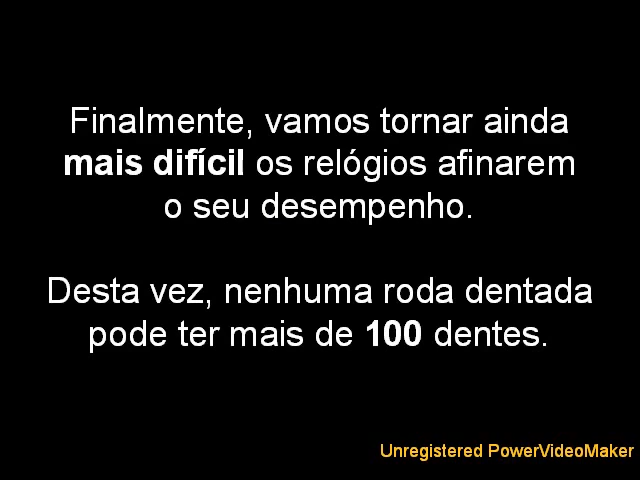 Finalmente, vamos tornar ainda
mais difícil os relógios afinarem
o seu desempenho.
Desta vez, nenhuma roda dentada
pode ter mais de 100 dentes.
Unregistered PowerVideoMaker